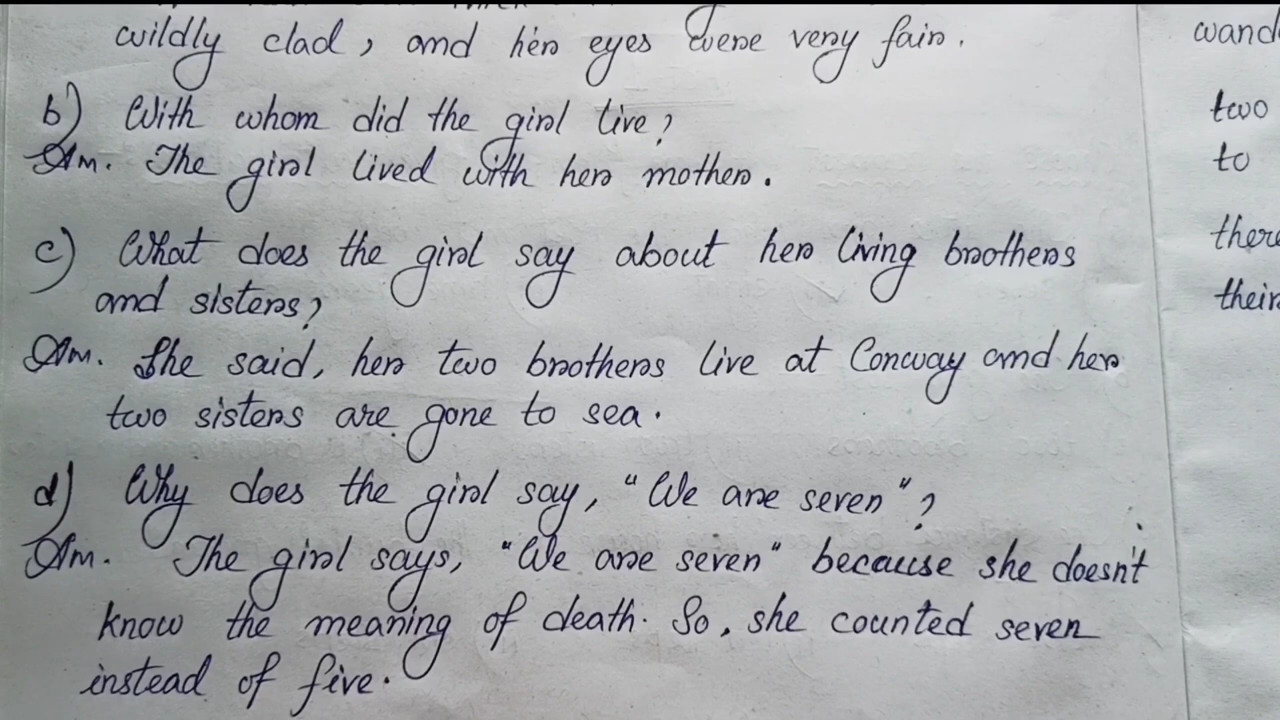 wildly clad, and her eyes were very fair.
b) With whom did the girl live?
Am. The girl lived with her mother.
c) What does the girl say about her living brothers
and sisters?
Am. She said, her two brothers live at Conway and her
two sisters are gone to sea.
d) Why does the girl say, "We are seven"?
Am. The girl says, "We are seven" because she doesn't
know the meaning of death. So, she counted seven
instead of five.
two
to
their